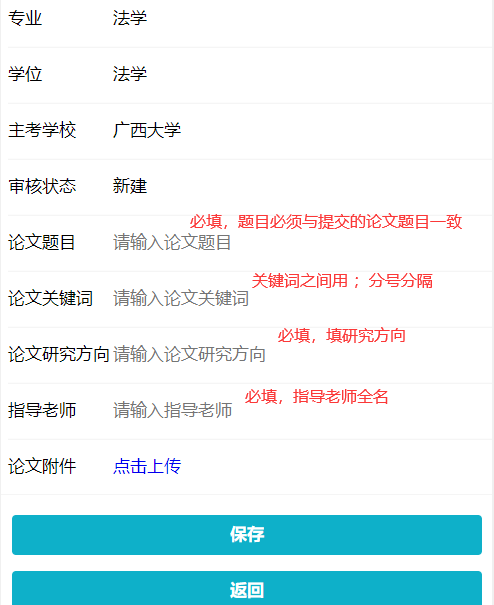 专业 法学
学位 法学
主考学校 广西大学
审核状态 新建
必填，题目必须与提交的论文题目一致
论文题目 请输入论文题目
关键词之间用 ；分号分隔
论文关键词 请输入论文关键词
必填，填研究方向
论文研究方向 请输入论文研究方向
必填，指导老师全名
指导老师 请输入指导老师
论文附件 点击上传
保存
返回